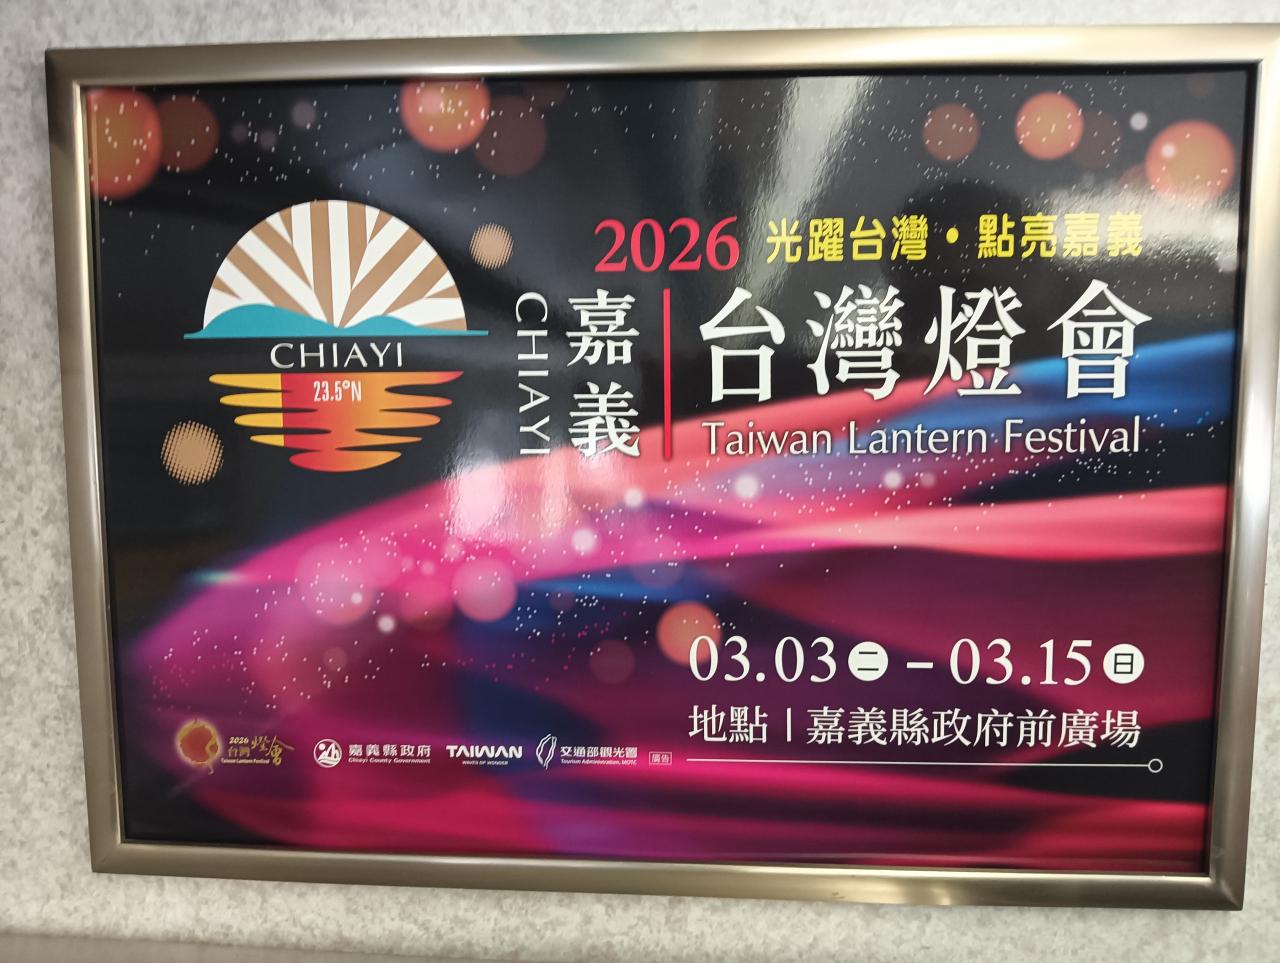 2026 光躍台灣・點亮嘉義
CHIAYI
嘉義
台灣燈會
Taiwan Lantern Festival
CHIAYI
23.5°N
03.03 二 – 03.15 日
地點｜嘉義縣政府前廣場
2026
台灣燈會
Taiwan Lantern Festival
嘉義縣政府
Chiayi County Government
TAIWAN
WAVES OF WONDER
交通部觀光署
Tourism Administration, MOTC
廣告